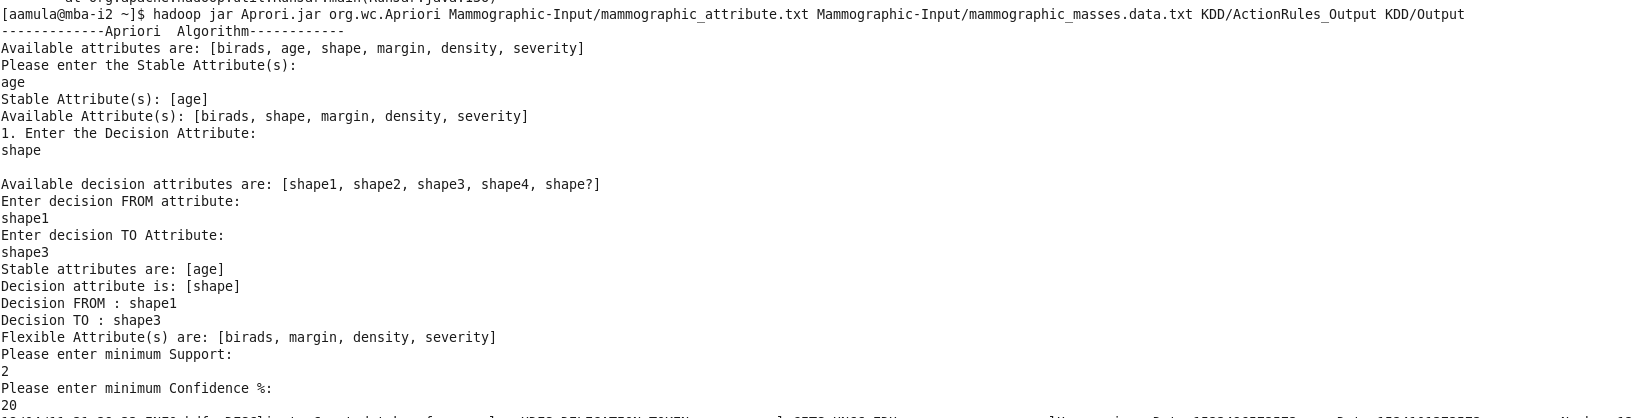 [aamula@mba-i2 ~]$ hadoop jar Aprori.jar org.wc.Apriori Mammographic-Input/mammographic_attribute.txt Mammographic-Input/mammographic_masses.data.txt KDD/ActionRules_Output KDD/Output
-------------Apriori  Algorithm------------
Available attributes are: [birads, age, shape, margin, density, severity]
Please enter the Stable Attribute(s):
age
Stable Attribute(s): [age]
Available Attribute(s): [birads, shape, margin, density, severity]
1. Enter the Decision Attribute:
shape
Available decision attributes are: [shape1, shape2, shape3, shape4, shape?]
Enter decision FROM attribute:
shape1
Enter decision TO Attribute:
shape3
Stable attributes are: [age]
Decision attribute is: [shape]
Decision FROM : shape1
Decision TO : shape3
Flexible Attribute(s) are: [birads, margin, density, severity]
Please enter minimum Support:
2
Please enter minimum Confidence %:
20